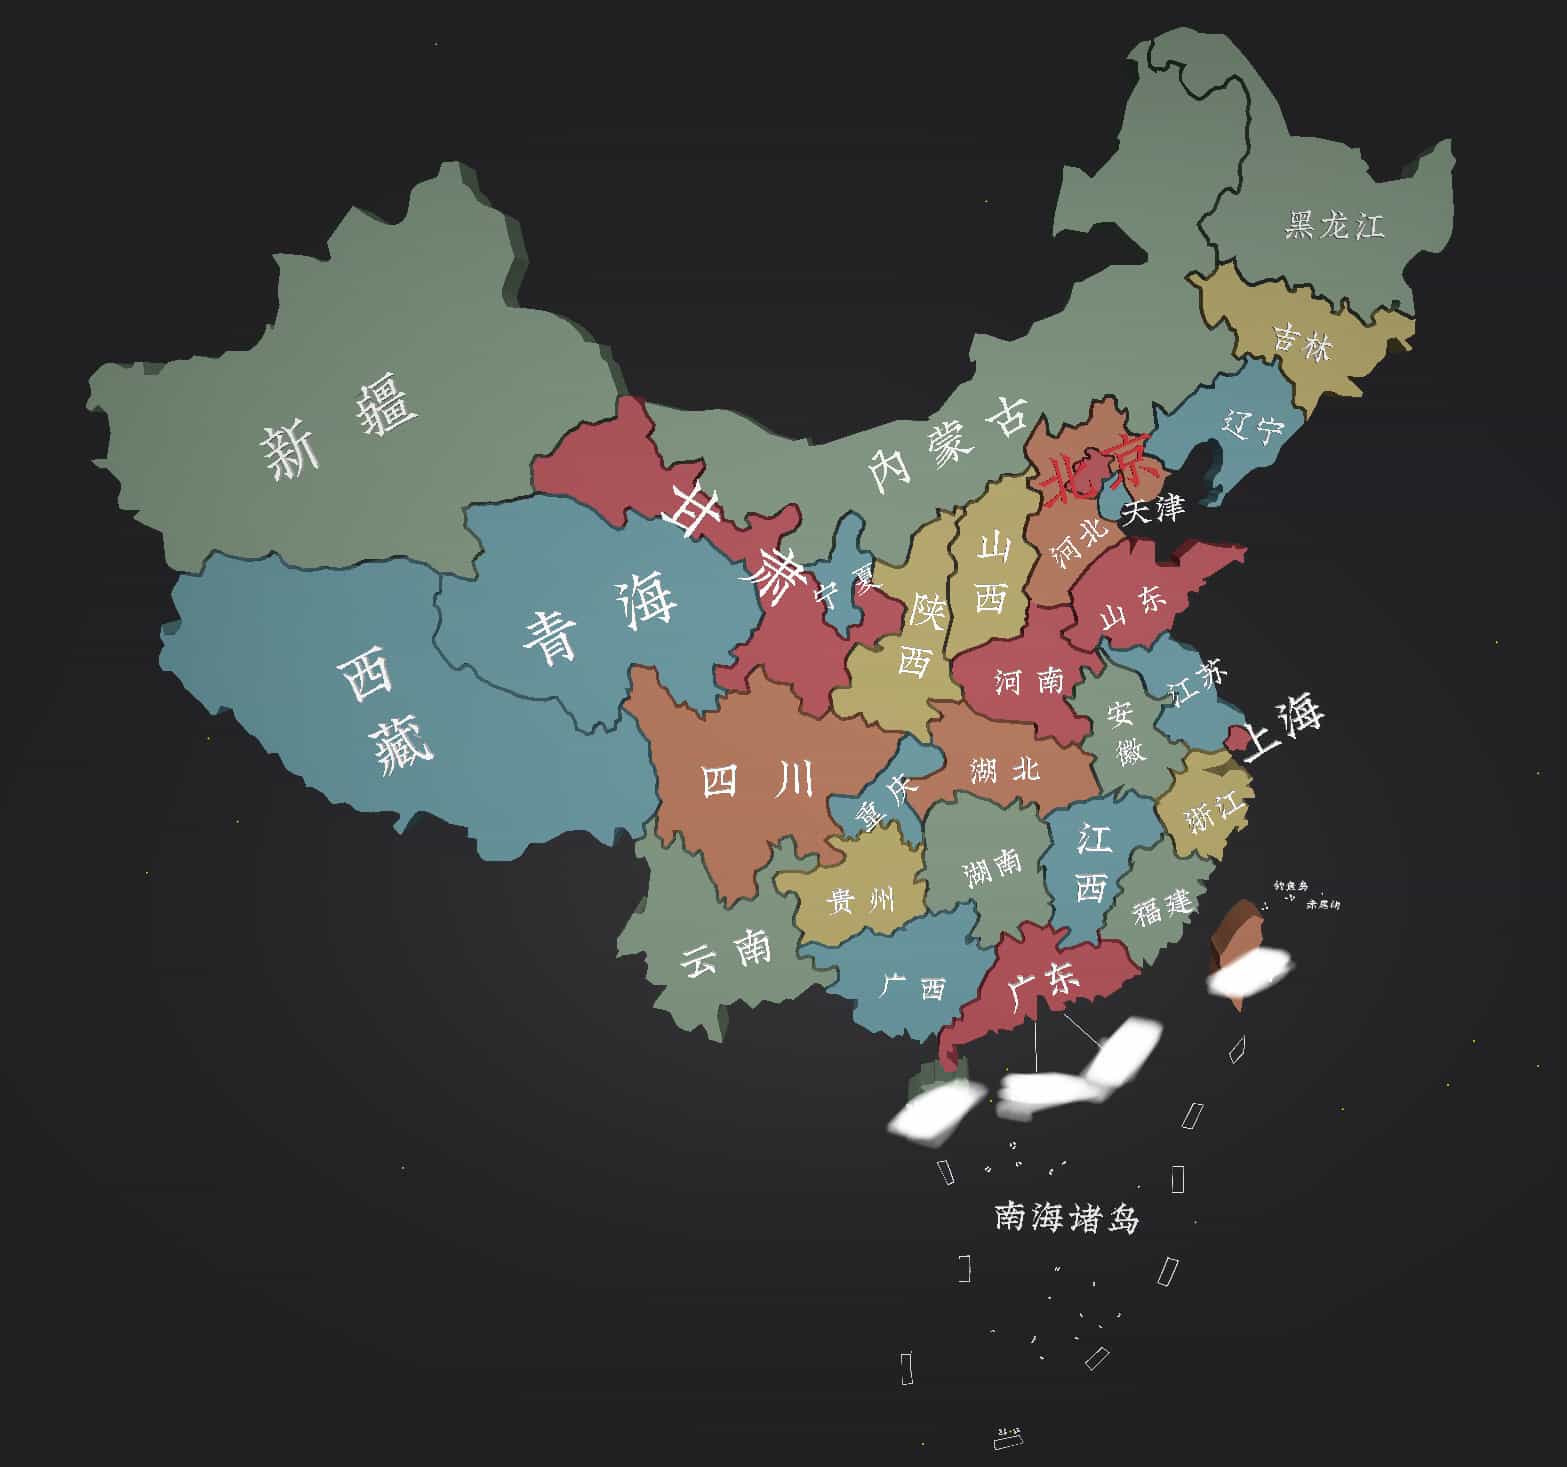 黑龙江
吉林
辽宁
内蒙古
新疆
甘肃
北京
天津
河北
山西
山东
宁夏
陕西
青海
西藏
河南
江苏
安徽
上海
四川
重庆
湖北
浙江
湖南
江西
贵州
福建
云南
广西
广东
钓鱼岛
赤尾屿
南海诸岛